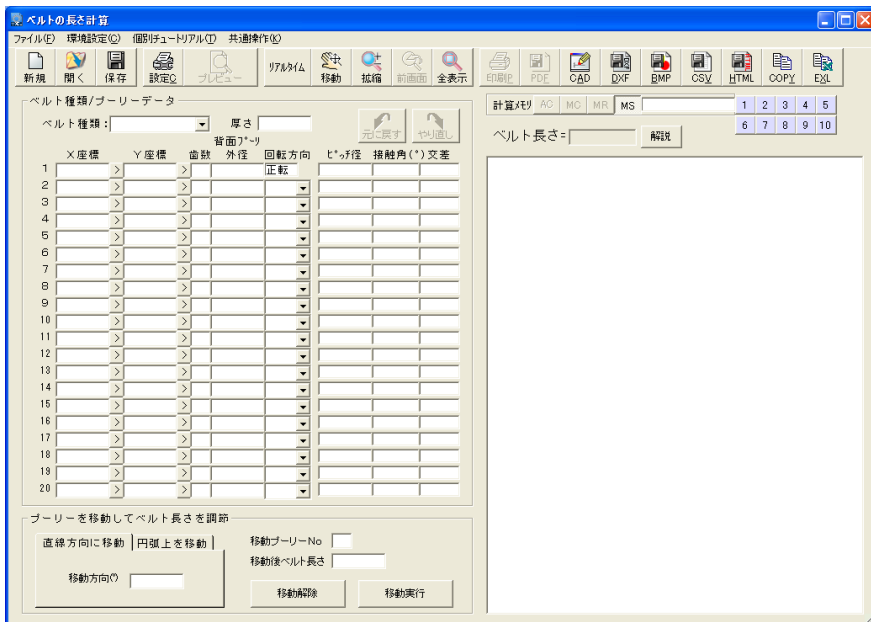 ベルトの長さ計算
ファイル(F) 環境設定(O) 個別チュートリアル(T) 共通操作(K)
新規 開く 保存 設定Q プレビュー リアルタイム 移動 拡縮 前画面 全表示 印刷P PDF CAD DXF BMP CSV HTML COPY EXL
ベルト種類/プーリーデータ
ベルト種類: 厚さ 元に戻す やり直し
背面プーリ
X座標 Y座標 歯数 外径 回転方向 ピッチ径 接触角(°) 交差
1 > > 正転
2 > >
3 > >
4 > >
5 > >
6 > >
7 > >
8 > >
9 > >
10 > >
11 > >
12 > >
13 > >
14 > >
15 > >
16 > >
17 > >
18 > >
19 > >
20 > >
プーリーを移動してベルト長さを調節
直線方向に移動 円弧上を移動
移動方向(°)
移動プーリーNo
移動後ベルト長さ
移動解除 移動実行
計算メモリ AC MC MR MS 1 2 3 4 5
6 7 8 9 10
ベルト長さ= 解説